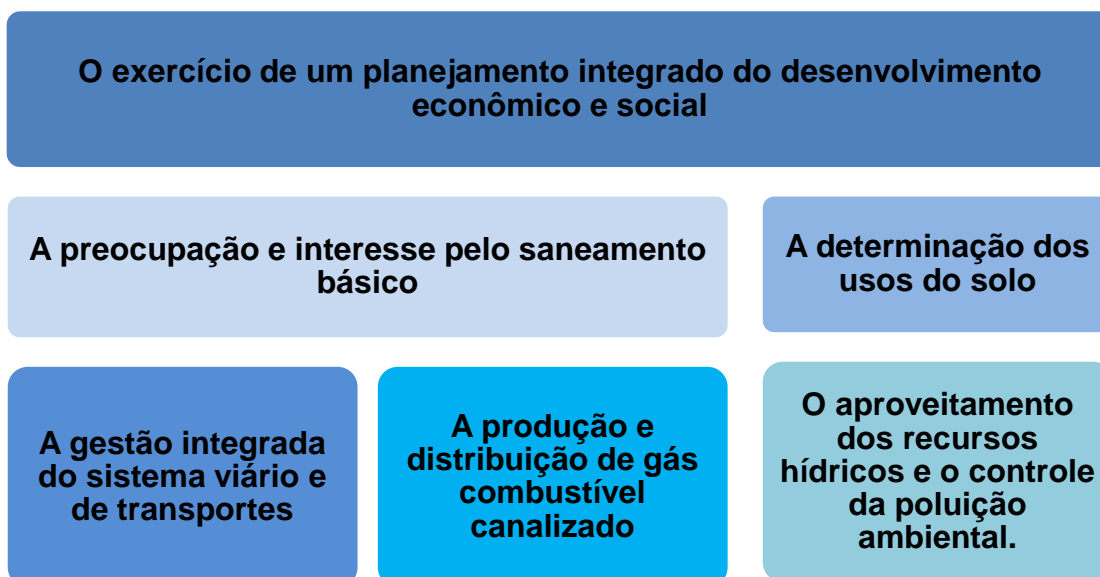 O exercício de um planejamento integrado do desenvolvimento
econômico e social
A preocupação e interesse pelo saneamento
básico
A determinação dos
usos do solo
A gestão integrada
do sistema viário e
de transportes
A produção e
distribuição de gás
combustível
canalizado
O aproveitamento
dos recursos
hídricos e o controle
da poluição
ambiental.